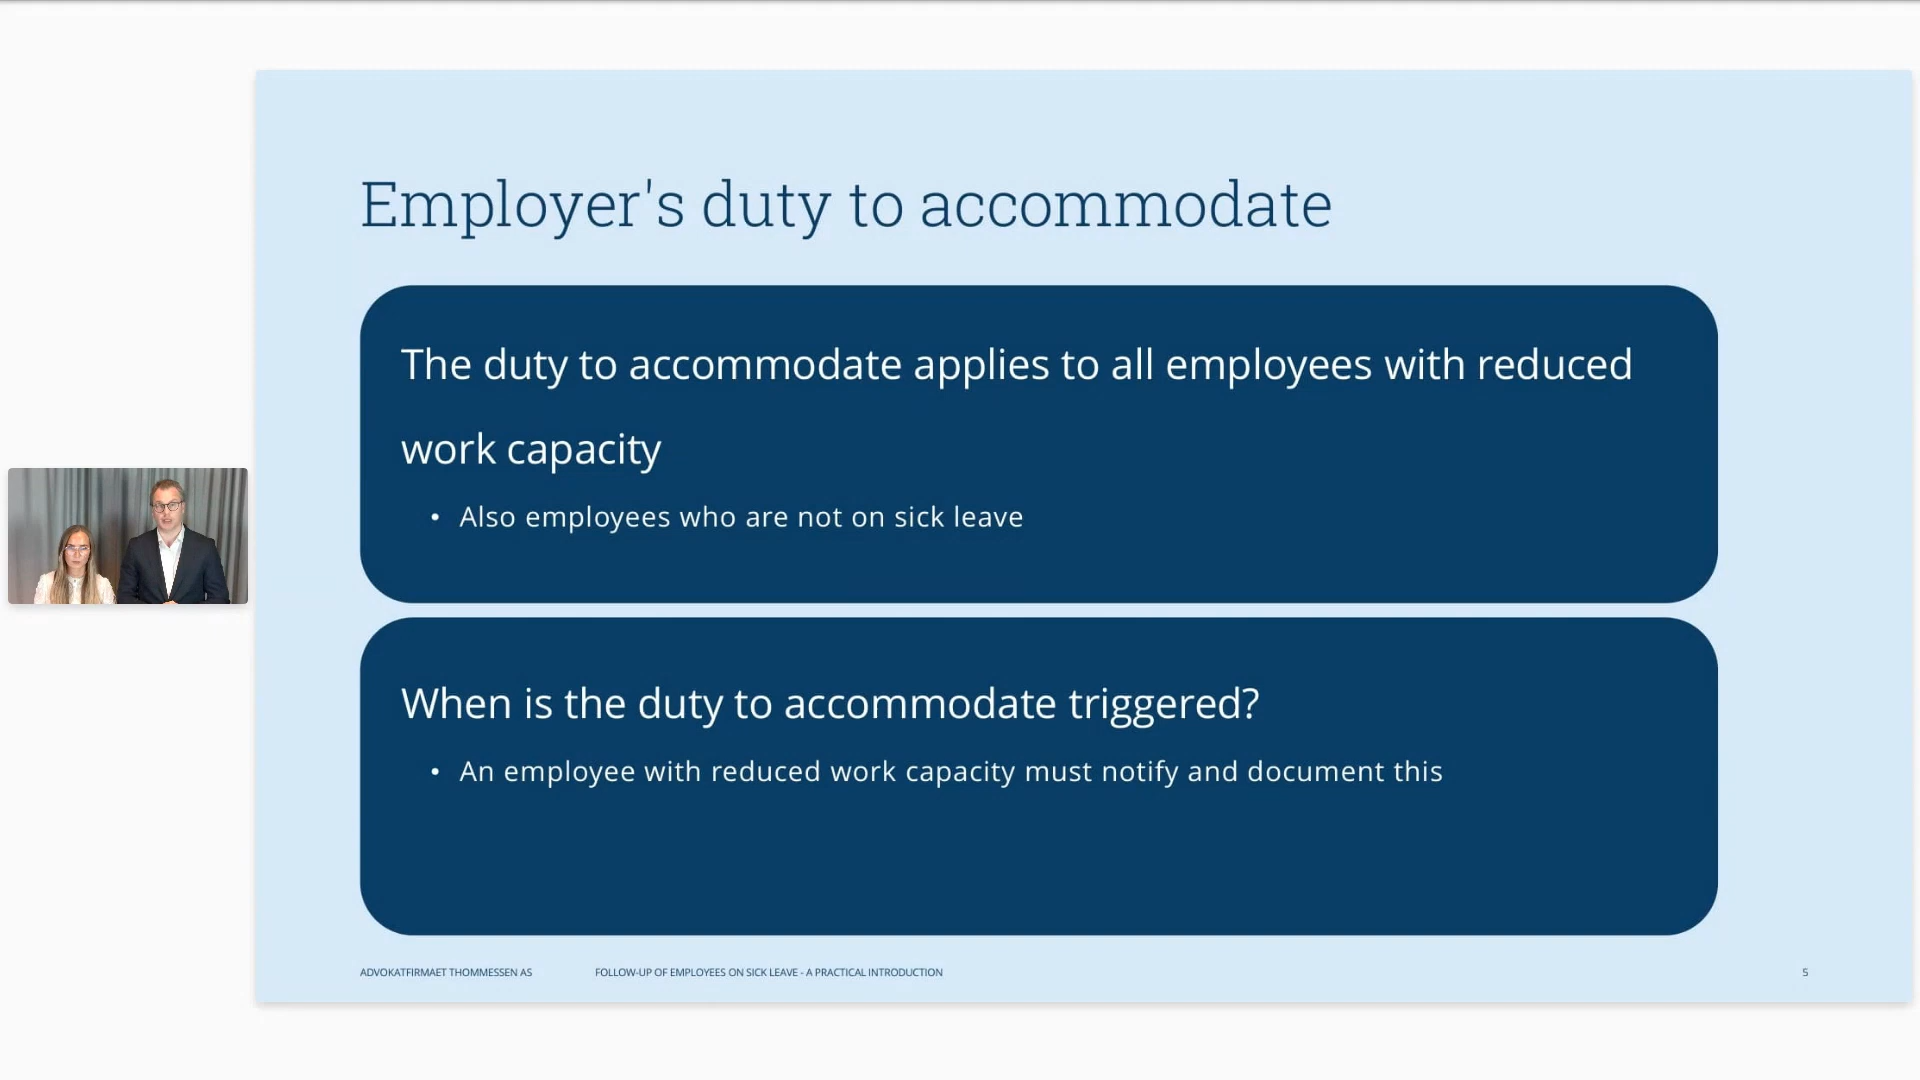 Employer's duty to accommodate
The duty to accommodate applies to all employees with reduced
work capacity
• Also employees who are not on sick leave
When is the duty to accommodate triggered?
• An employee with reduced work capacity must notify and document this
ADVOKATFIRMAET THOMMESSEN AS
FOLLOW-UP OF EMPLOYEES ON SICK LEAVE - A PRACTICAL INTRODUCTION
5